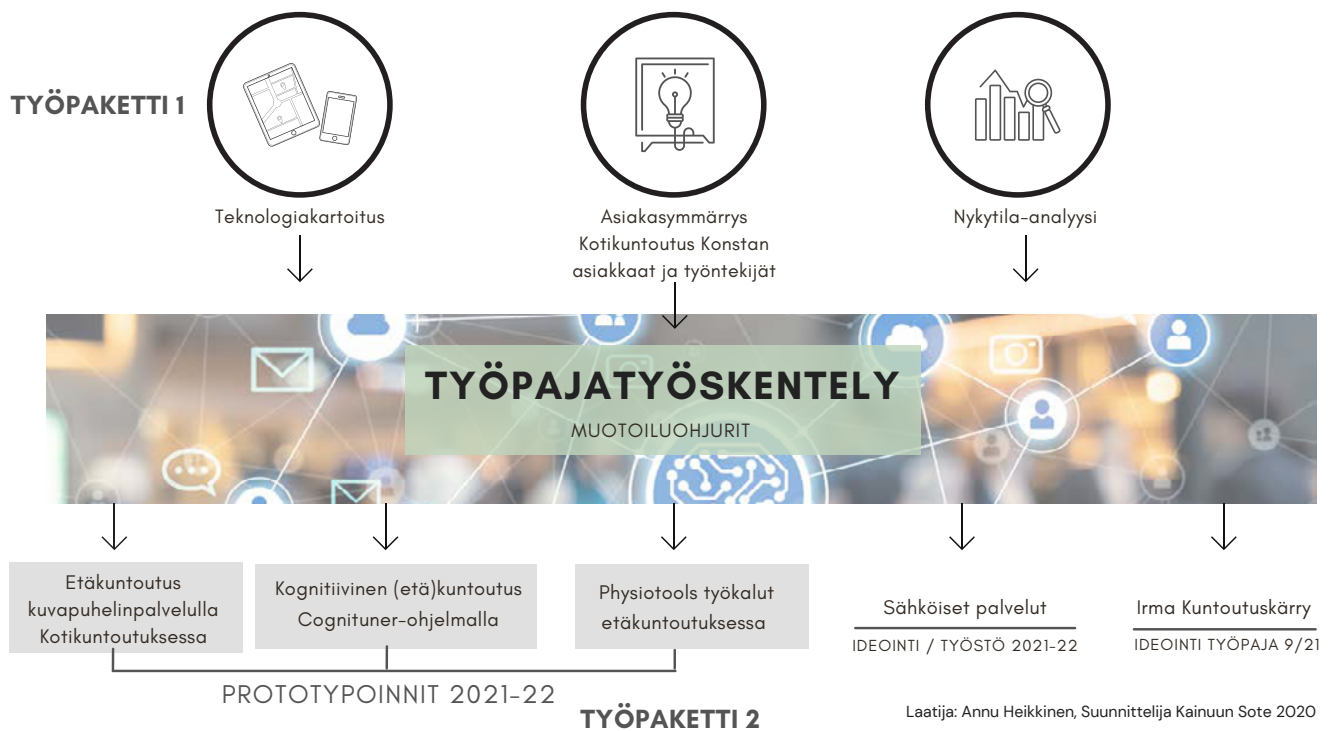 TYÖPAKETTI 1
Teknologiakartoitus
Asiakasymmärrys
Kotikuntoutus Konstan
asiakkaat ja työntekijät
Nykytila-analyysi
TYÖPAJATYÖSKENTELY
MUOTOILUOHJURIT
Etäkuntoutus
kuvapuhelinpalvelulla
Kotikuntoutuksessa
Kognitiivinen (etä)kuntoutus
Cognituner-ohjelmalla
Physiotools työkalut
etäkuntoutuksessa
Sähköiset palvelut
IDEOINTI / TYÖSTÖ 2021-22
Irma Kuntoutuskärry
IDEOINTI TYÖPAJA 9/21
PROTOTYPOINNIT 2021-22
TYÖPAKETTI 2
Laatija: Annu Heikkinen, Suunnittelija Kainuun Sote 2020